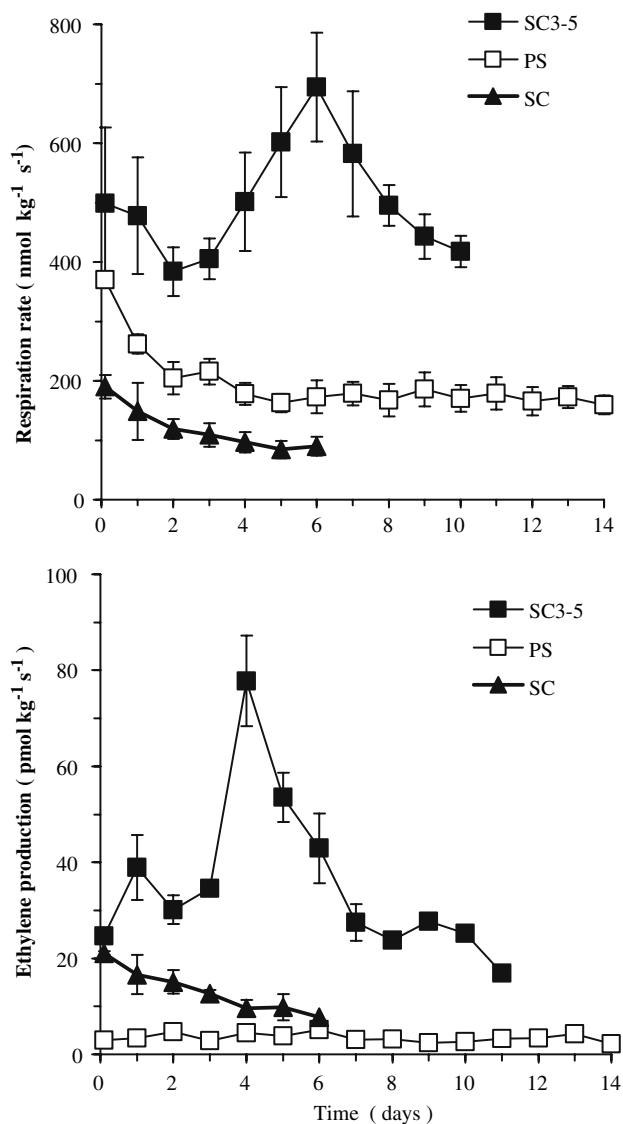 800
600
400
200
0
Respiration rate ( nmol kg⁻¹ s⁻¹)
SC3-5
PS
SC
0 2 4 6 8 10 12 14
100
80
60
40
20
0
Ethylene production ( pmol kg⁻¹ s⁻¹)
SC3-5
PS
SC
0 2 4 6 8 10 12 14
Time ( days )